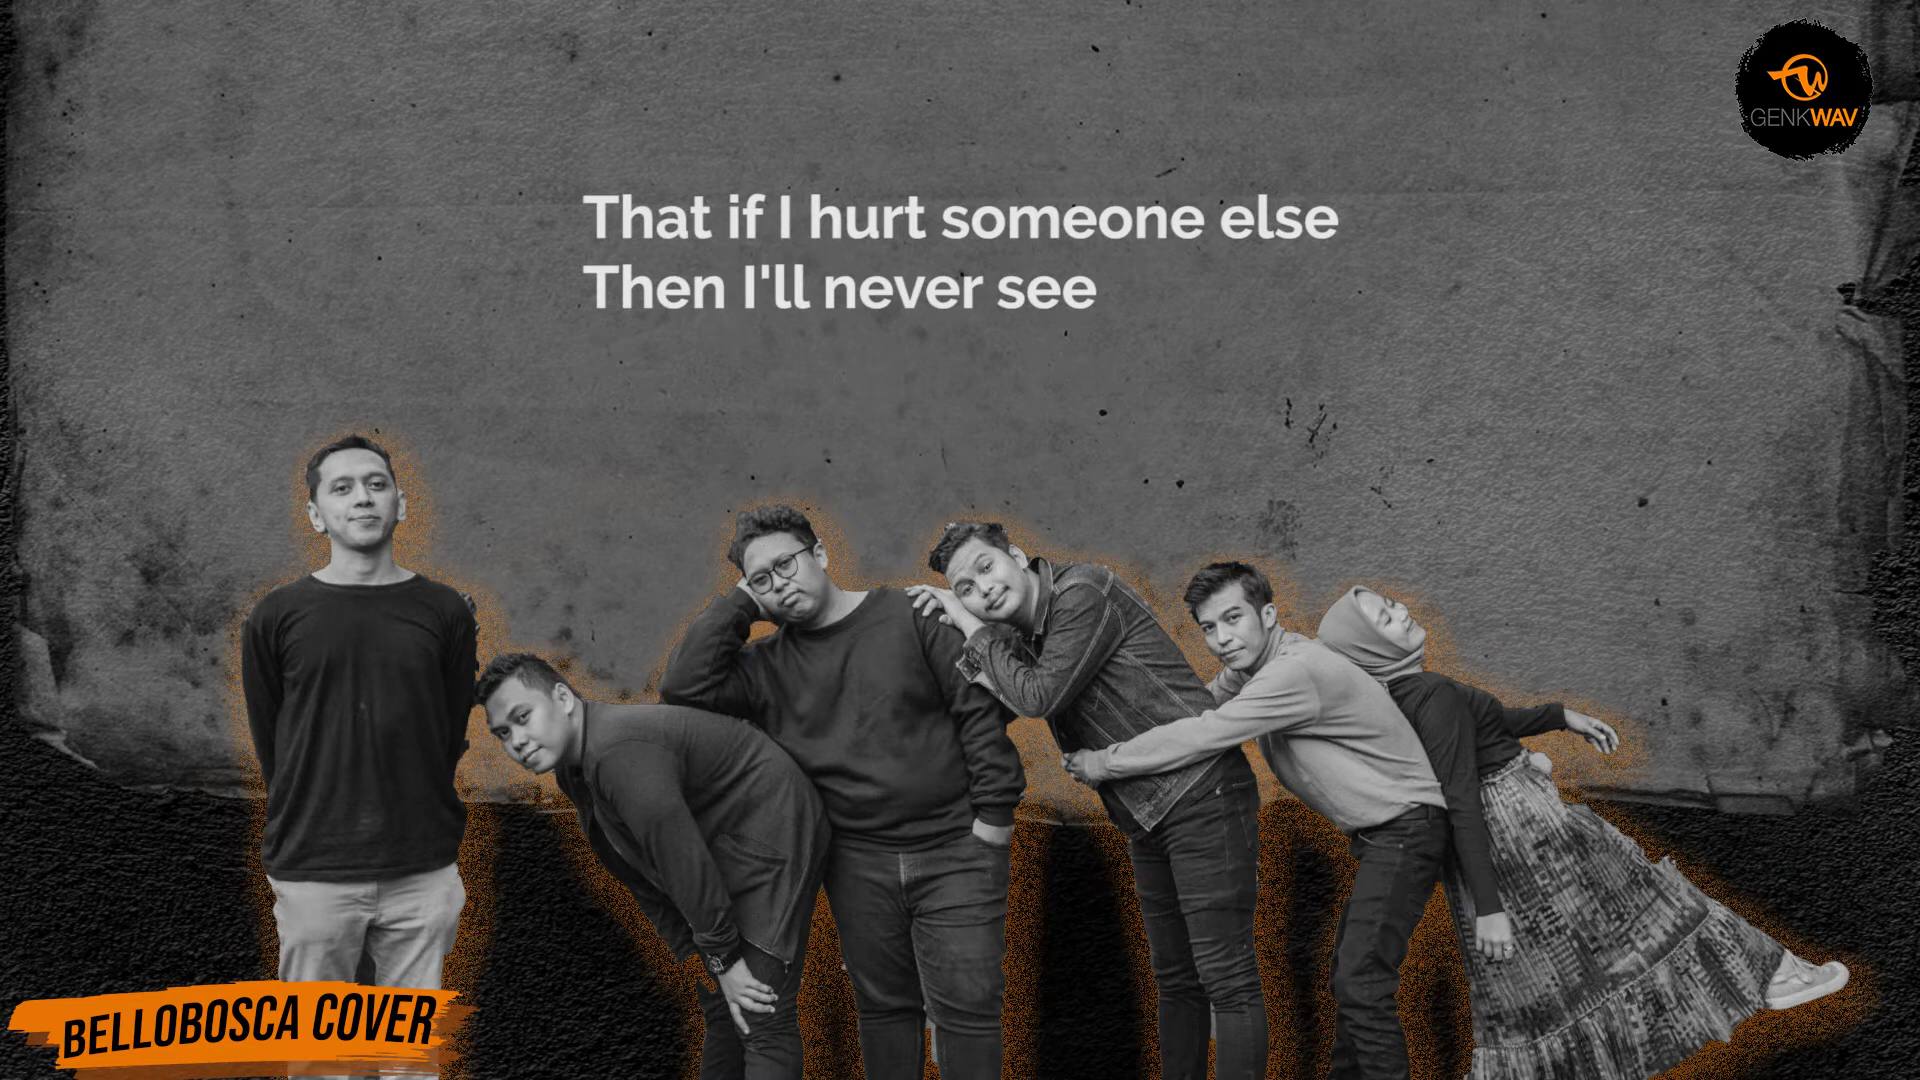 GENKWAV
That if I hurt someone else
Then I'll never see
BELLOBOSCA COVER